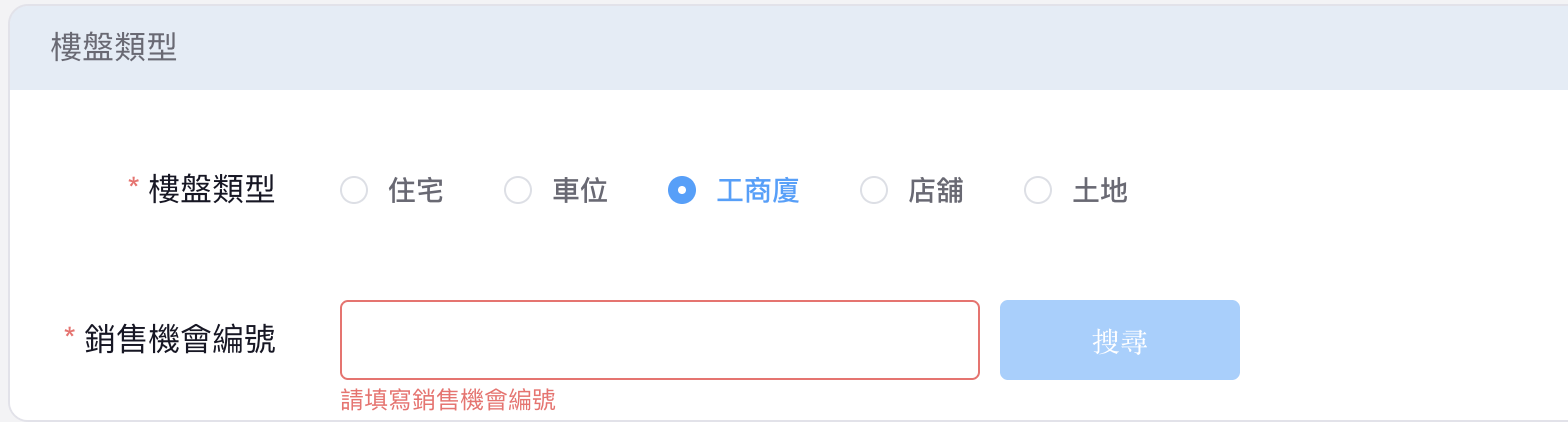 樓盤類型
* 樓盤類型 住宅 車位 工商廈 店舖 土地
* 銷售機會編號 搜尋
請填寫銷售機會編號